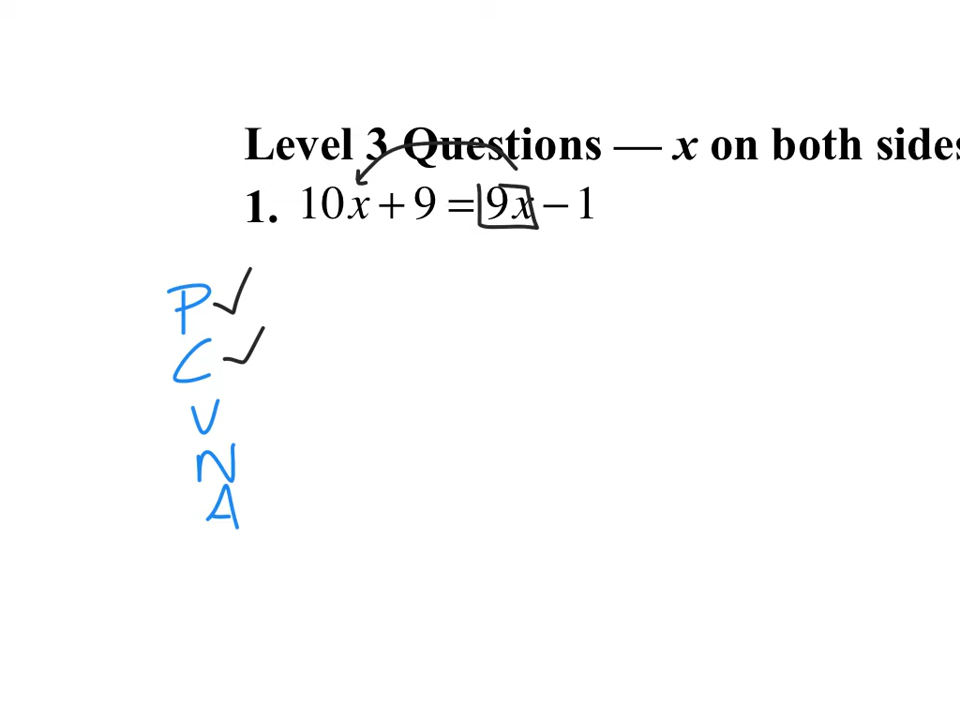 Level 3 Questions — x on both sides
1. 10x + 9 = 9x − 1
P ✓
C ✓
V
N
A